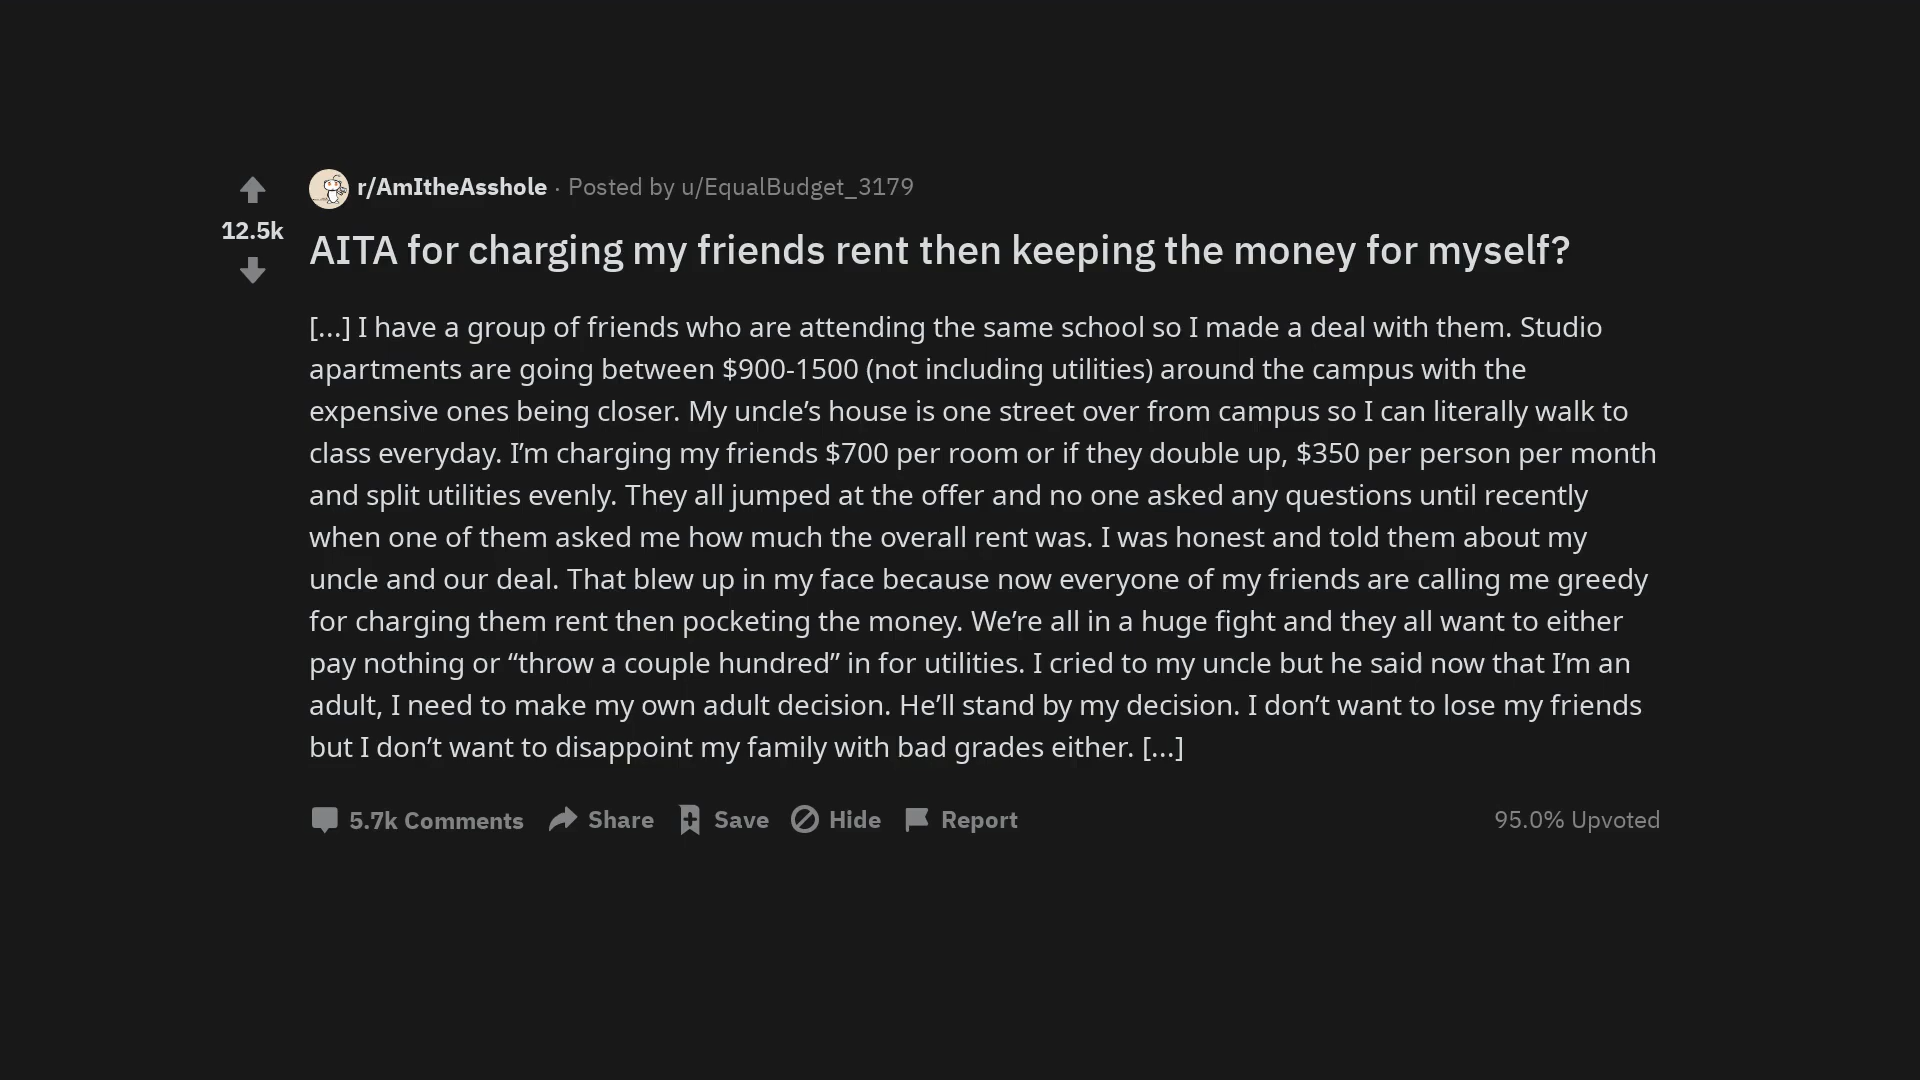 r/AmItheAsshole · Posted by u/EqualBudget_3179
12.5k
AITA for charging my friends rent then keeping the money for myself?
[...] I have a group of friends who are attending the same school so I made a deal with them. Studio
apartments are going between $900-1500 (not including utilities) around the campus with the
expensive ones being closer. My uncle’s house is one street over from campus so I can literally walk to
class everyday. I’m charging my friends $700 per room or if they double up, $350 per person per month
and split utilities evenly. They all jumped at the offer and no one asked any questions until recently
when one of them asked me how much the overall rent was. I was honest and told them about my
uncle and our deal. That blew up in my face because now everyone of my friends are calling me greedy
for charging them rent then pocketing the money. We’re all in a huge fight and they all want to either
pay nothing or “throw a couple hundred” in for utilities. I cried to my uncle but he said now that I’m an
adult, I need to make my own adult decision. He’ll stand by my decision. I don’t want to lose my friends
but I don’t want to disappoint my family with bad grades either. [...]
5.7k Comments Share Save Hide Report 95.0% Upvoted